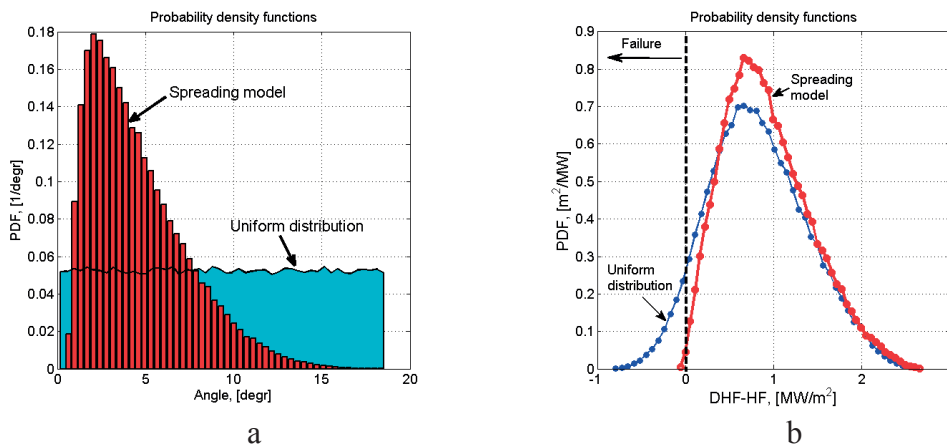 Probability density functions
0.18
0.16
0.14
0.12
0.1
0.08
0.06
0.04
0.02
0
PDF, [1/degr]
Spreading model
Uniform distribution
0 5 10 15 20
Angle, [degr]
a
Probability density functions
0.9
0.8
0.7
0.6
0.5
0.4
0.3
0.2
0.1
0
PDF, [m²/MW]
Failure
Spreading
model
Uniform
distribution
-1 0 1 2
DHF-HF, [MW/m²]
b